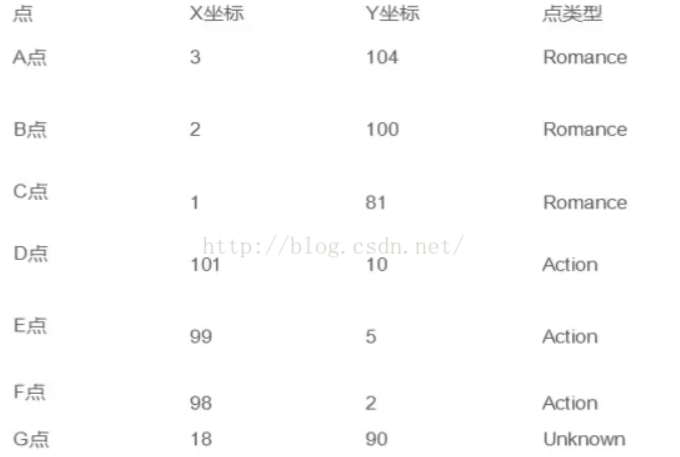 点 X坐标 Y坐标 点类型
A点 3 104 Romance
B点 2 100 Romance
C点 1 81 Romance
http://blog.csdn.net/
D点 101 10 Action
E点 99 5 Action
F点 98 2 Action
G点 18 90 Unknown